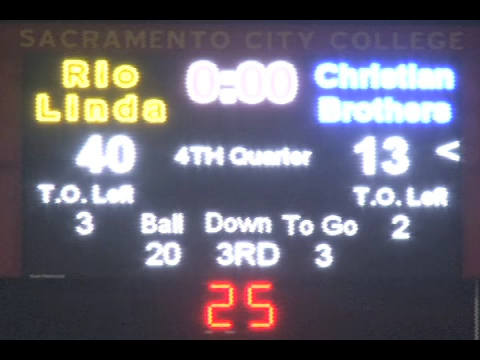 SACRAMENTO CITY COLLEGE
Rio Linda
0:00
Christian Brothers
40
4TH Quarter
13 <
T.O. Left
T.O. Left
3
Ball Down To Go
2
20 3RD 3
25